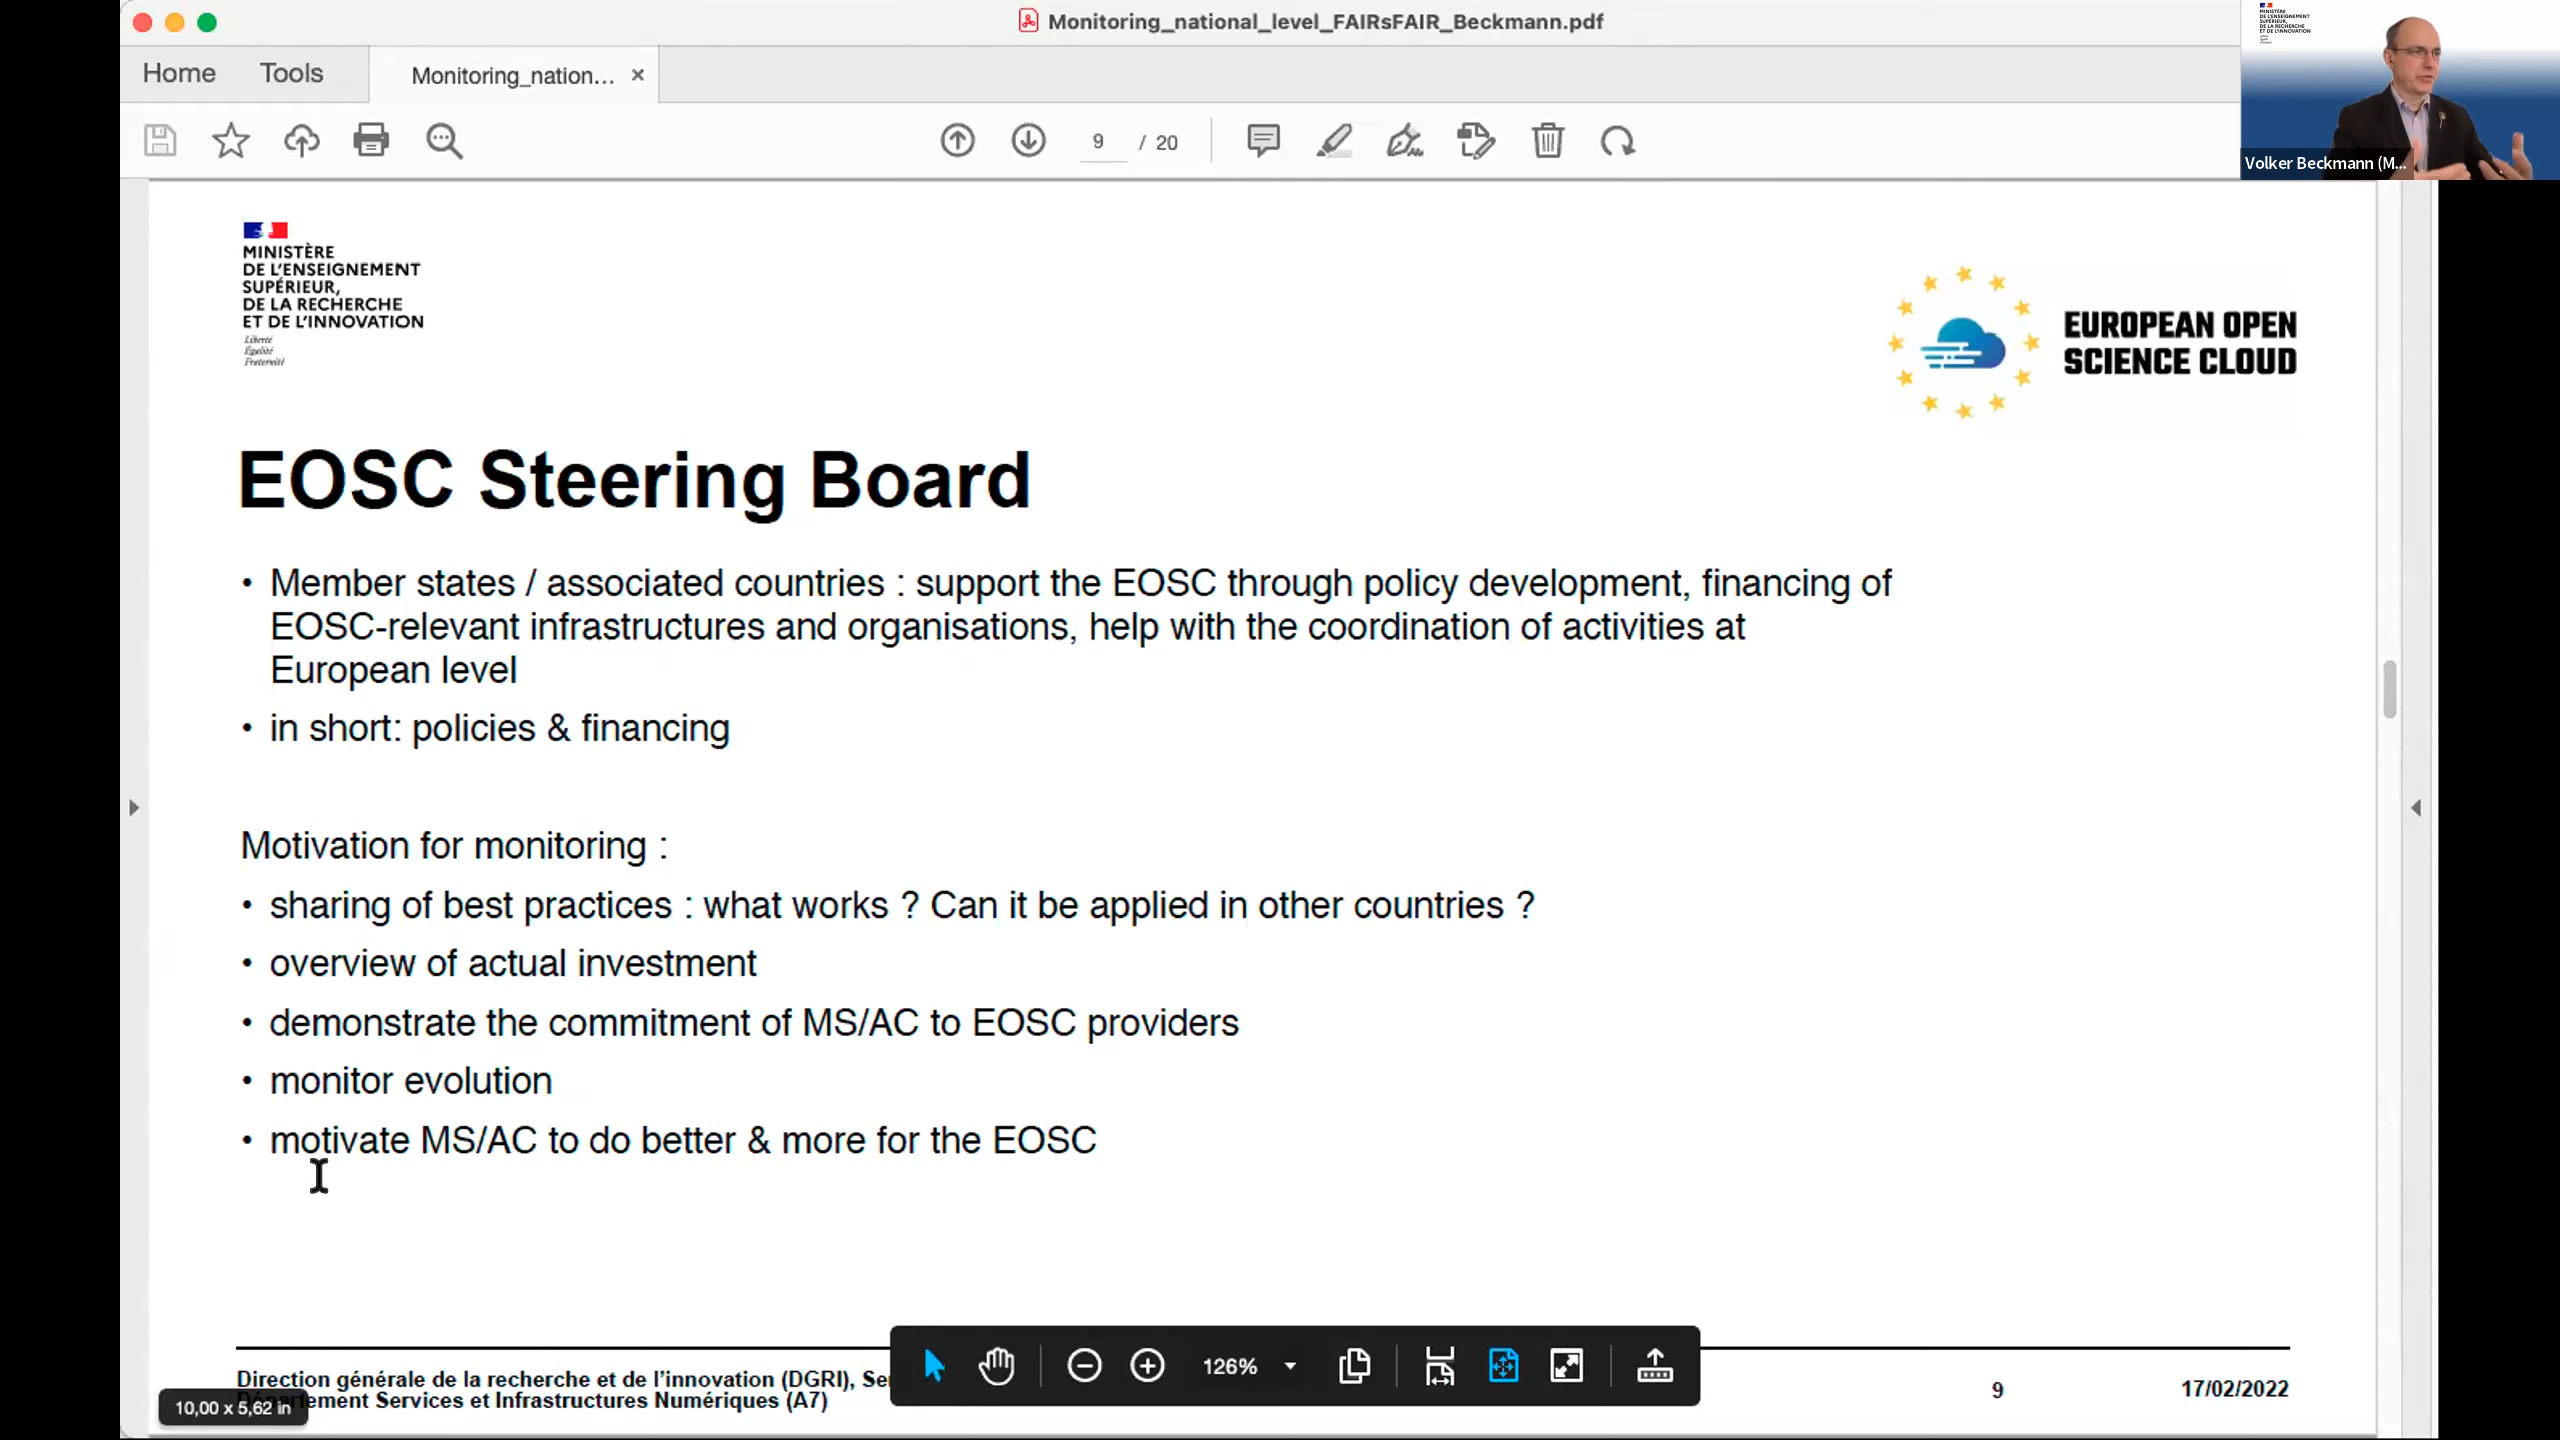 Monitoring_national_level_FAIRsFAIR_Beckmann.pdf
Home
Tools
Monitoring_nation...
9 / 20
Volker Beckmann (M...
MINISTÈRE
DE L'ENSEIGNEMENT
SUPÉRIEUR,
DE LA RECHERCHE
ET DE L'INNOVATION
Liberté
Égalité
Fraternité
EUROPEAN OPEN
SCIENCE CLOUD
EOSC Steering Board
• Member states / associated countries : support the EOSC through policy development, financing of
EOSC-relevant infrastructures and organisations, help with the coordination of activities at
European level
• in short: policies & financing
Motivation for monitoring :
• sharing of best practices : what works ? Can it be applied in other countries ?
• overview of actual investment
• demonstrate the commitment of MS/AC to EOSC providers
• monitor evolution
• motivate MS/AC to do better & more for the EOSC
126%
Direction générale de la recherche et de l'innovation (DGRI), Ser
Services et Infrastructures Numériques (A7)
10,00 x 5,62 in
9
17/02/2022